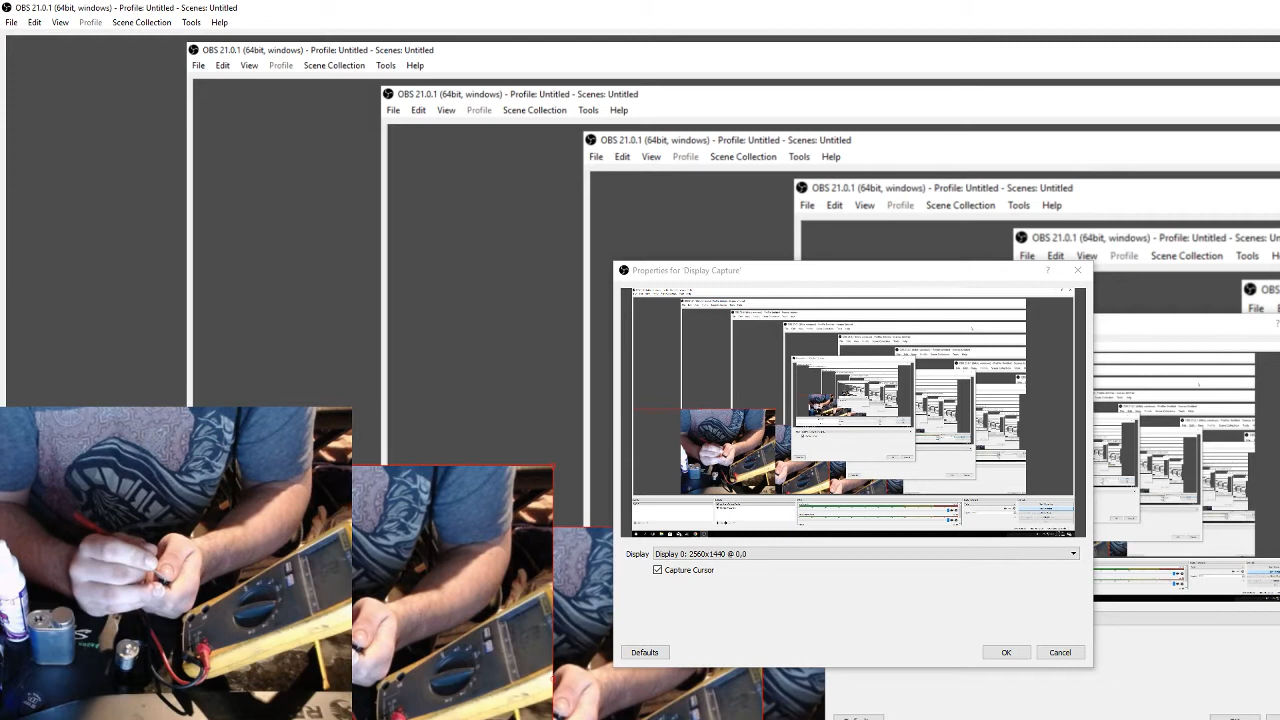 OBS 21.0.1 (64bit, windows) - Profile: Untitled - Scenes: Untitled
File Edit View Profile Scene Collection Tools Help
OBS 21.0.1 (64bit, windows) - Profile: Untitled - Scenes: Untitled
File Edit View Profile Scene Collection Tools Help
OBS 21.0.1 (64bit, windows) - Profile: Untitled - Scenes: Untitled
File Edit View Profile Scene Collection Tools Help
OBS 21.0.1 (64bit, windows) - Profile: Untitled - Scenes: Untitled
File Edit View Profile Scene Collection Tools Help
OBS 21.0.1 (64bit, windows) - Profile: Untitled - Scenes: Untitled
File Edit View Profile Scene Collection Tools Help
OBS 21.0.1 (64bit, windows) - Profile: Untitled - Scenes: Un
File Edit View Profile Scene Collection Tools H
OBS
File
Properties for 'Display Capture'
Display Display 0: 2560x1440 @ 0,0
Capture Cursor
Defaults OK Cancel